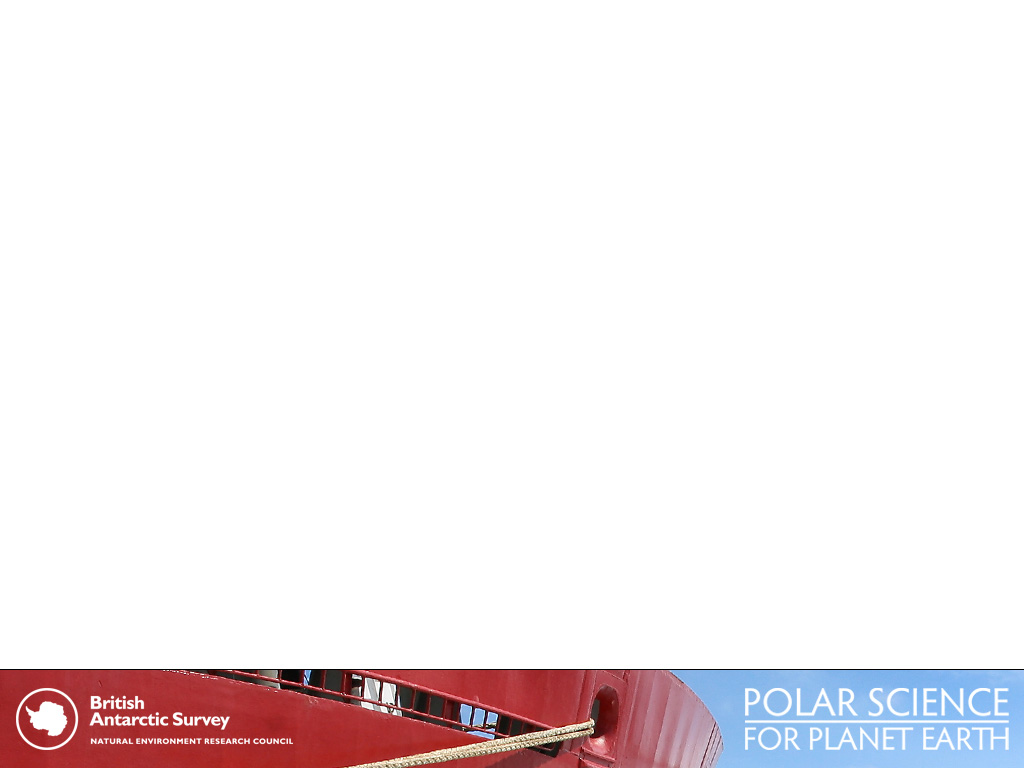 British
Antarctic Survey
NATURAL ENVIRONMENT RESEARCH COUNCIL
POLAR SCIENCE
FOR PLANET EARTH